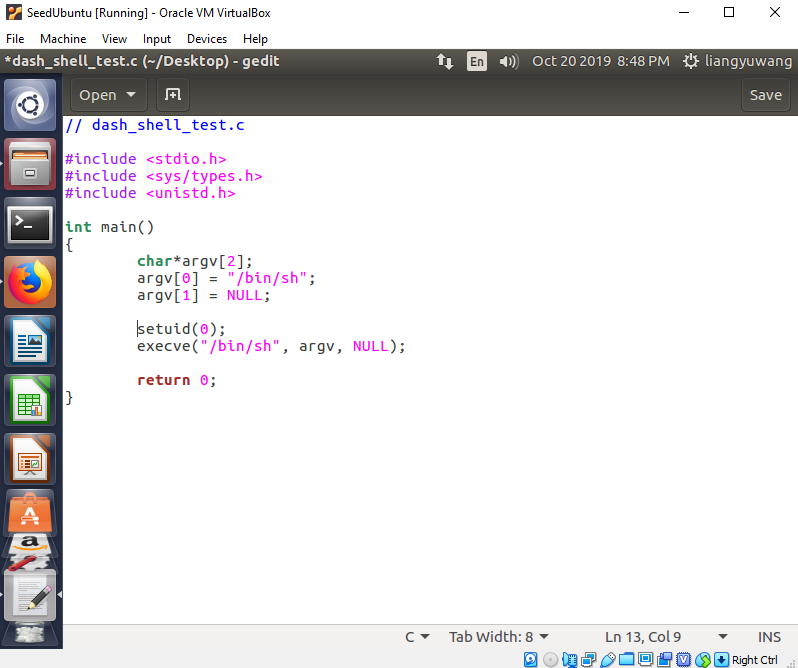 SeedUbuntu [Running] - Oracle VM VirtualBox
File Machine View Input Devices Help
*dash_shell_test.c (~/Desktop) - gedit En Oct 20 2019 8:48 PM liangyuwang
Open Save
// dash_shell_test.c
#include <stdio.h>
#include <sys/types.h>
#include <unistd.h>
int main()
{
char*argv[2];
argv[0] = "/bin/sh";
argv[1] = NULL;
setuid(0);
execve("/bin/sh", argv, NULL);
return 0;
}
C Tab Width: 8 Ln 13, Col 9 INS
Right Ctrl